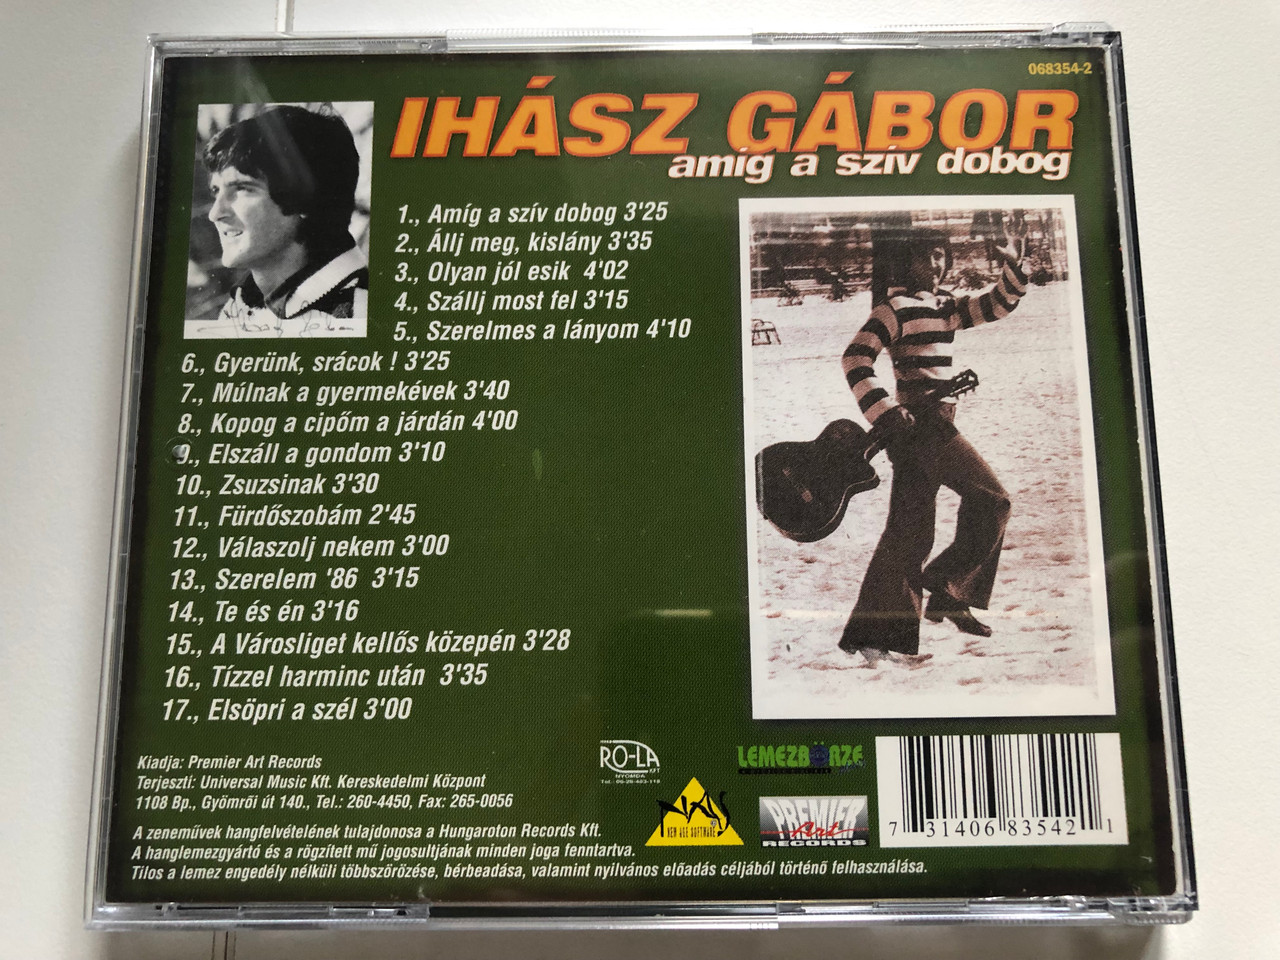 068354-2
IHÁSZ GÁBOR
amíg a szív dobog
1., Amíg a szív dobog 3'25
2., Állj meg, kislány 3'35
3., Olyan jól esik 4'02
4., Szállj most fel 3'15
5., Szerelmes a lányom 4'10
6., Gyerünk, srácok ! 3'25
7., Múlnak a gyermekévek 3'40
8., Kopog a cipőm a járdán 4'00
9., Elszáll a gondom 3'10
10., Zsuzsinak 3'30
11., Fürdőszobám 2'45
12., Válaszolj nekem 3'00
13., Szerelem '86 3'15
14., Te és én 3'16
15., A Városliget kellős közepén 3'28
16., Tízzel harminc után 3'35
17., Elsöpri a szél 3'00
Kiadja: Premier Art Records
Terjeszti: Universal Music Kft. Kereskedelmi Központ
1108 Bp., Gyömrői út 140., Tel.: 260-4450, Fax: 265-0056
A zeneművek hangfelvételének tulajdonosa a Hungaroton Records Kft.
A hanglemezgyártó és a rögzített mű jogosultjának minden joga fenntartva.
Tilos a lemez engedély nélküli többszörözése, bérbeadása, valamint nyilvános előadás céljából történő felhasználása.
RO-LA
NYOMDA
NAS
NEW AGE SOFTWARE
LEMEZBÖRZE
PREMIER
Art
RECORDS
7 31406 83542 1